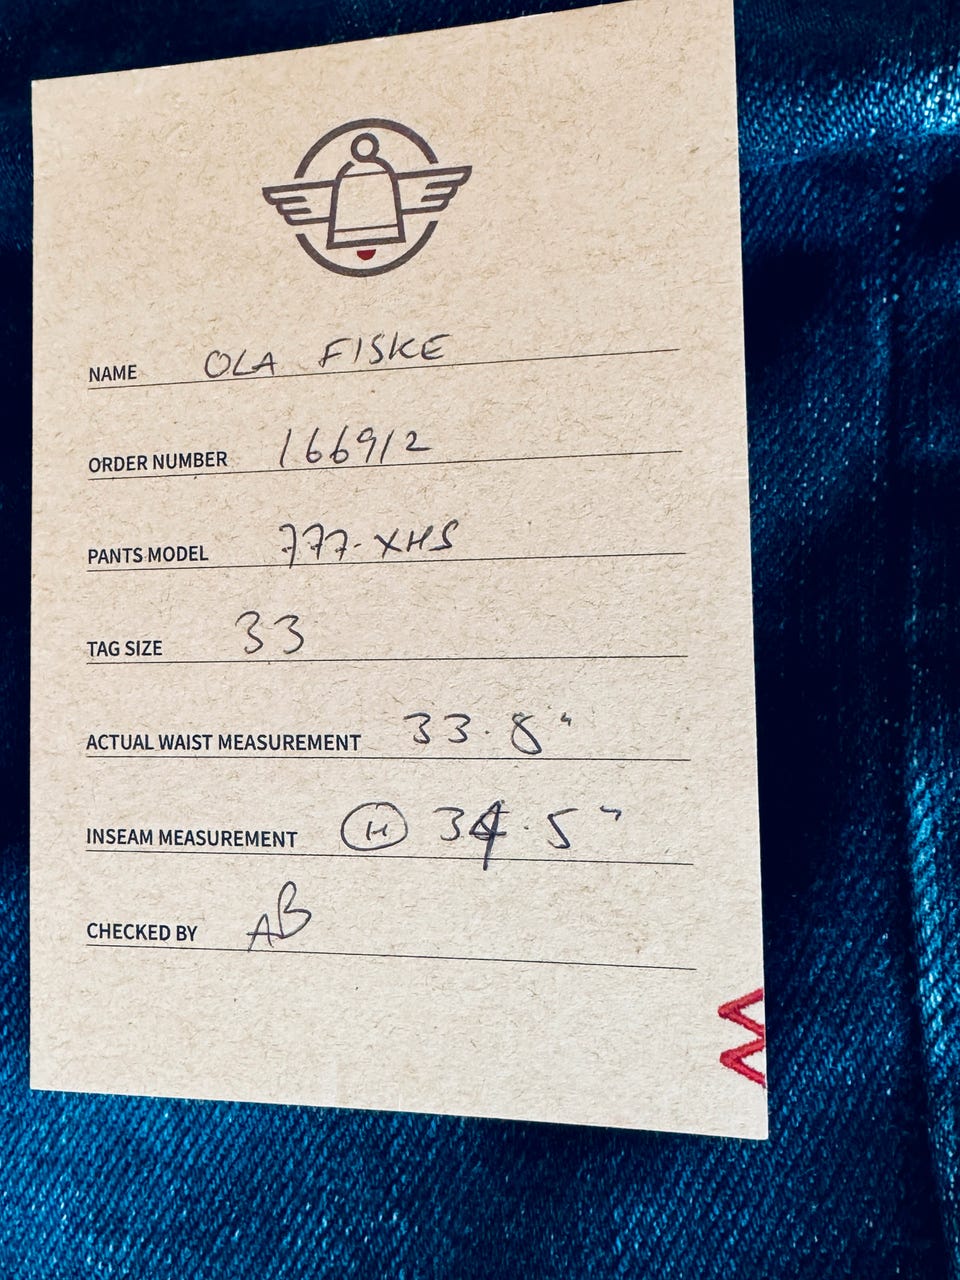 NAME OLA FISKE
ORDER NUMBER 166912
PANTS MODEL 777-XHS
TAG SIZE 33
ACTUAL WAIST MEASUREMENT 33.8"
INSEAM MEASUREMENT H 34.5"
CHECKED BY AB